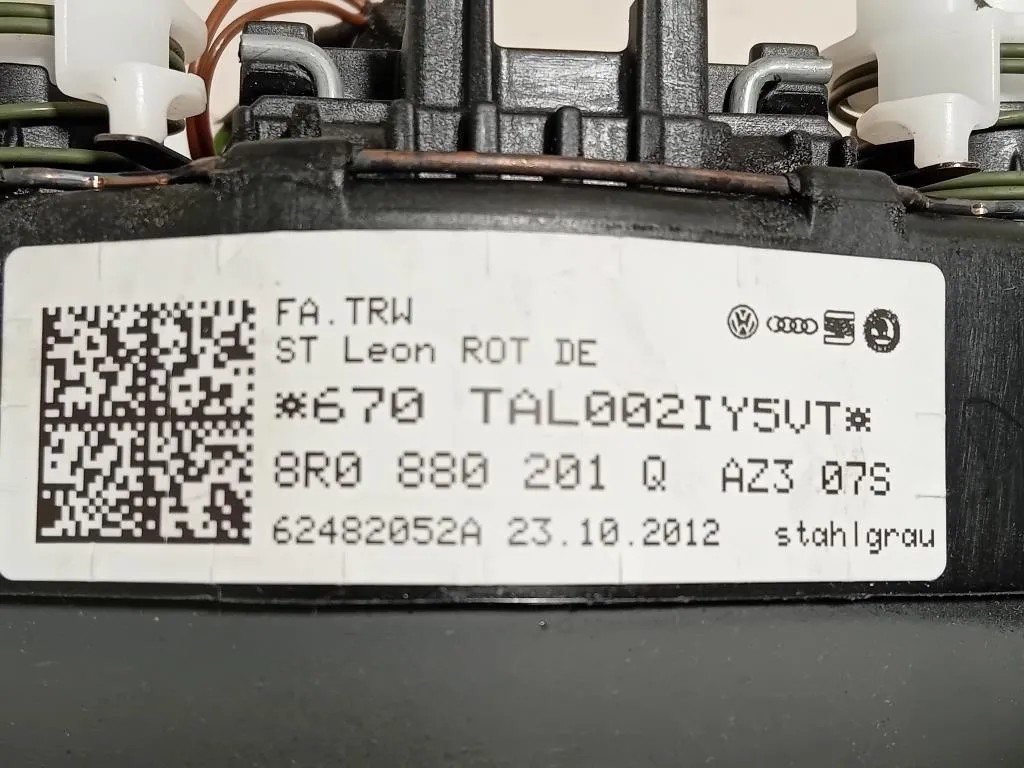 FA.TRW
ST Leon ROT DE
*670 TAL002IY5VT*
8R0 880 201 Q AZ3 07S
62482052A 23.10.2012 stahlgrau